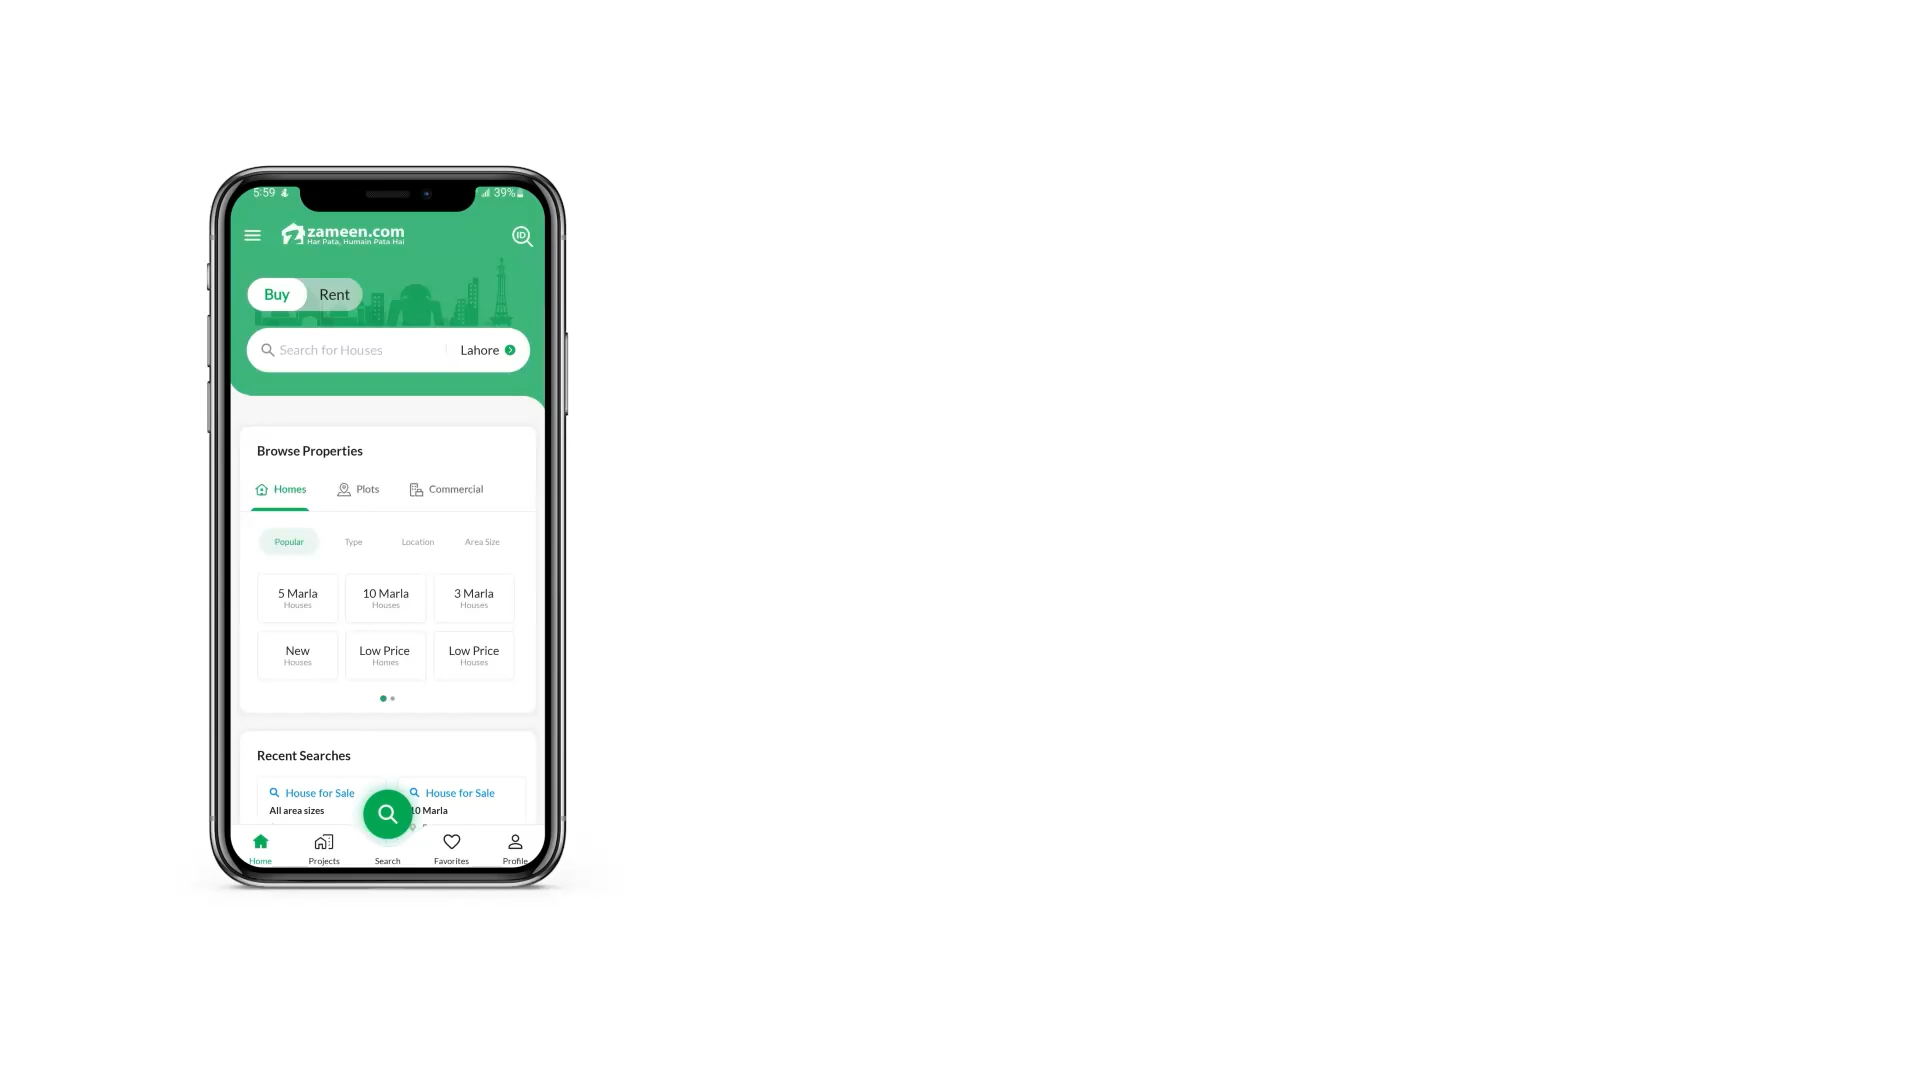 5:59 39%
zameen.com
Har Pata, Humain Pata Hai
ID
Buy Rent
Search for Houses Lahore
Browse Properties
Homes Plots Commercial
Popular Type Location Area Size
5 Marla 10 Marla 3 Marla
Houses Houses Houses
New Low Price Low Price
Houses Homes Houses
Recent Searches
House for Sale House for Sale
All area sizes 10 Marla
Home Projects Search Favorites Profile